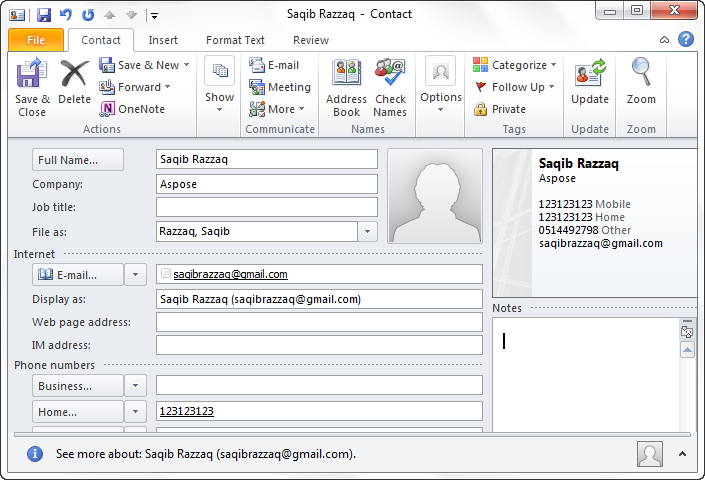 Saqib Razzaq - Contact
File Contact Insert Format Text Review
Save & Close
Delete
Save & New
Forward
OneNote
Actions
Show
E-mail
Meeting
More
Communicate
Address Book
Check Names
Names
Options
Categorize
Follow Up
Private
Tags
Update
Update
Zoom
Zoom
Full Name... Saqib Razzaq
Company: Aspose
Job title:
File as: Razzaq, Saqib
Internet
E-mail... saqibrazzaq@gmail.com
Display as: Saqib Razzaq (saqibrazzaq@gmail.com)
Web page address:
IM address:
Phone numbers
Business...
Home... 123123123
Saqib Razzaq
Aspose
123123123 Mobile
123123123 Home
0514492798 Other
saqibrazzaq@gmail.com
Notes
See more about: Saqib Razzaq (saqibrazzaq@gmail.com).